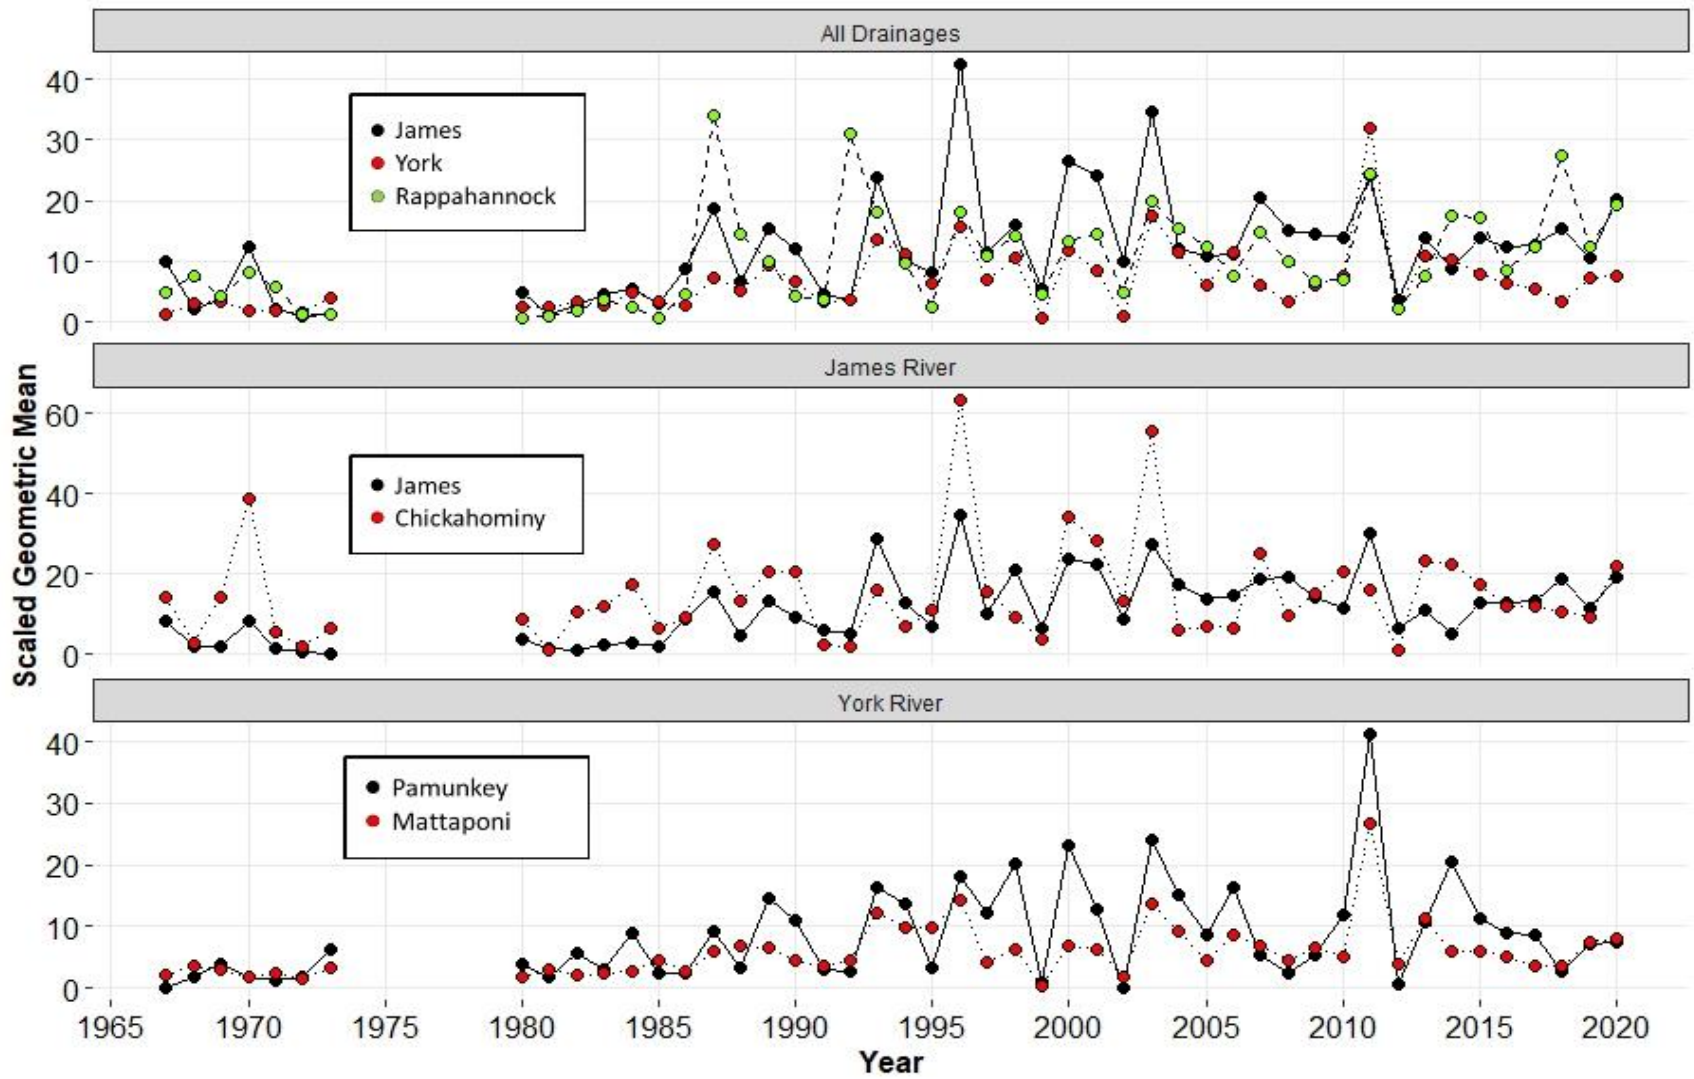 All Drainages
40
30
20
10
0
James
York
Rappahannock
James River
60
40
20
0
James
Chickahominy
York River
40
30
20
10
0
Pamunkey
Mattaponi
Scaled Geometric Mean
1965 1970 1975 1980 1985 1990 1995 2000 2005 2010 2015 2020
Year